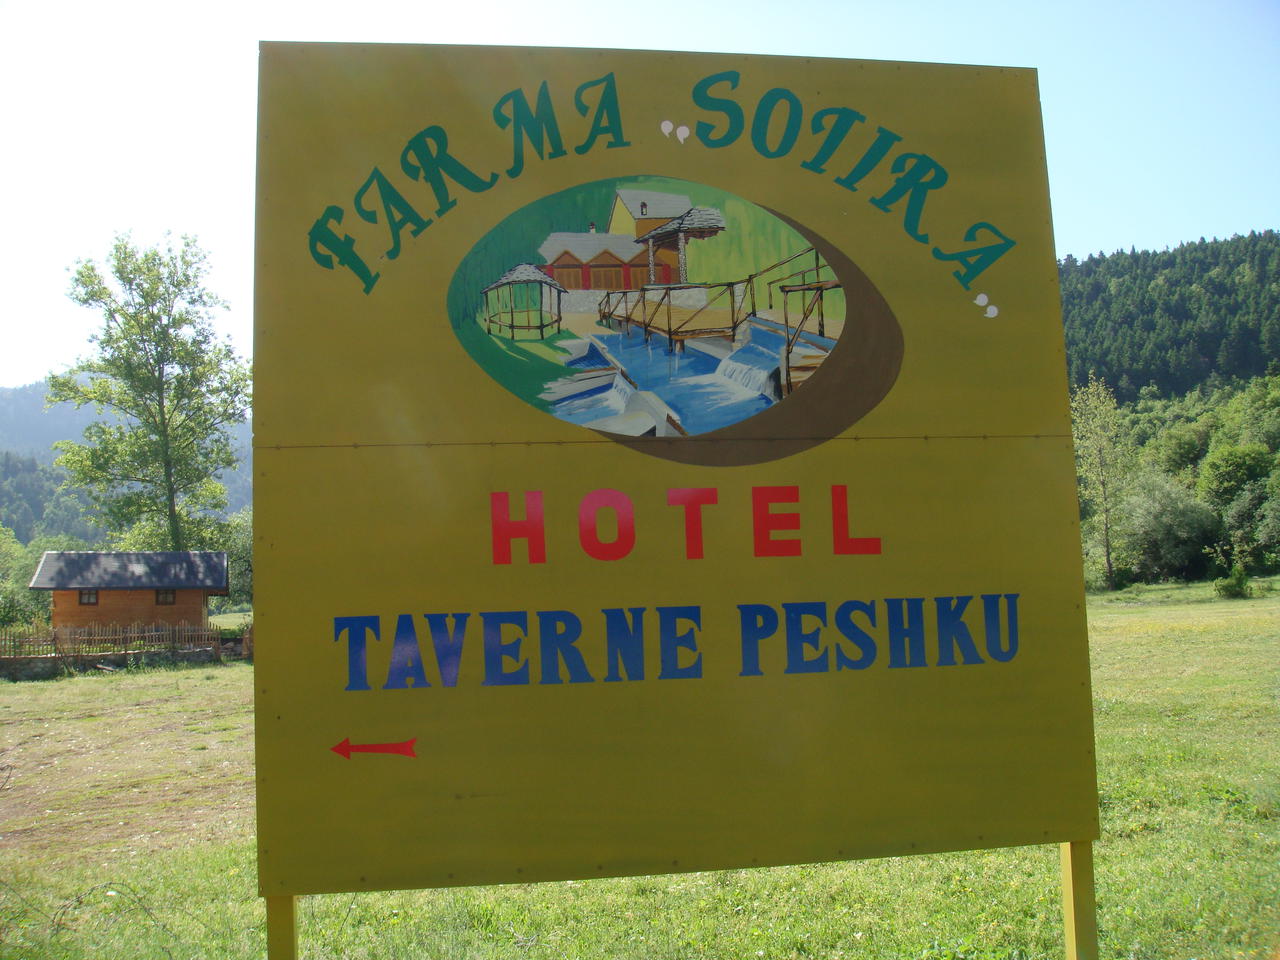 FARMA „SOTIRA„
HOTEL
TAVERNE PESHKU